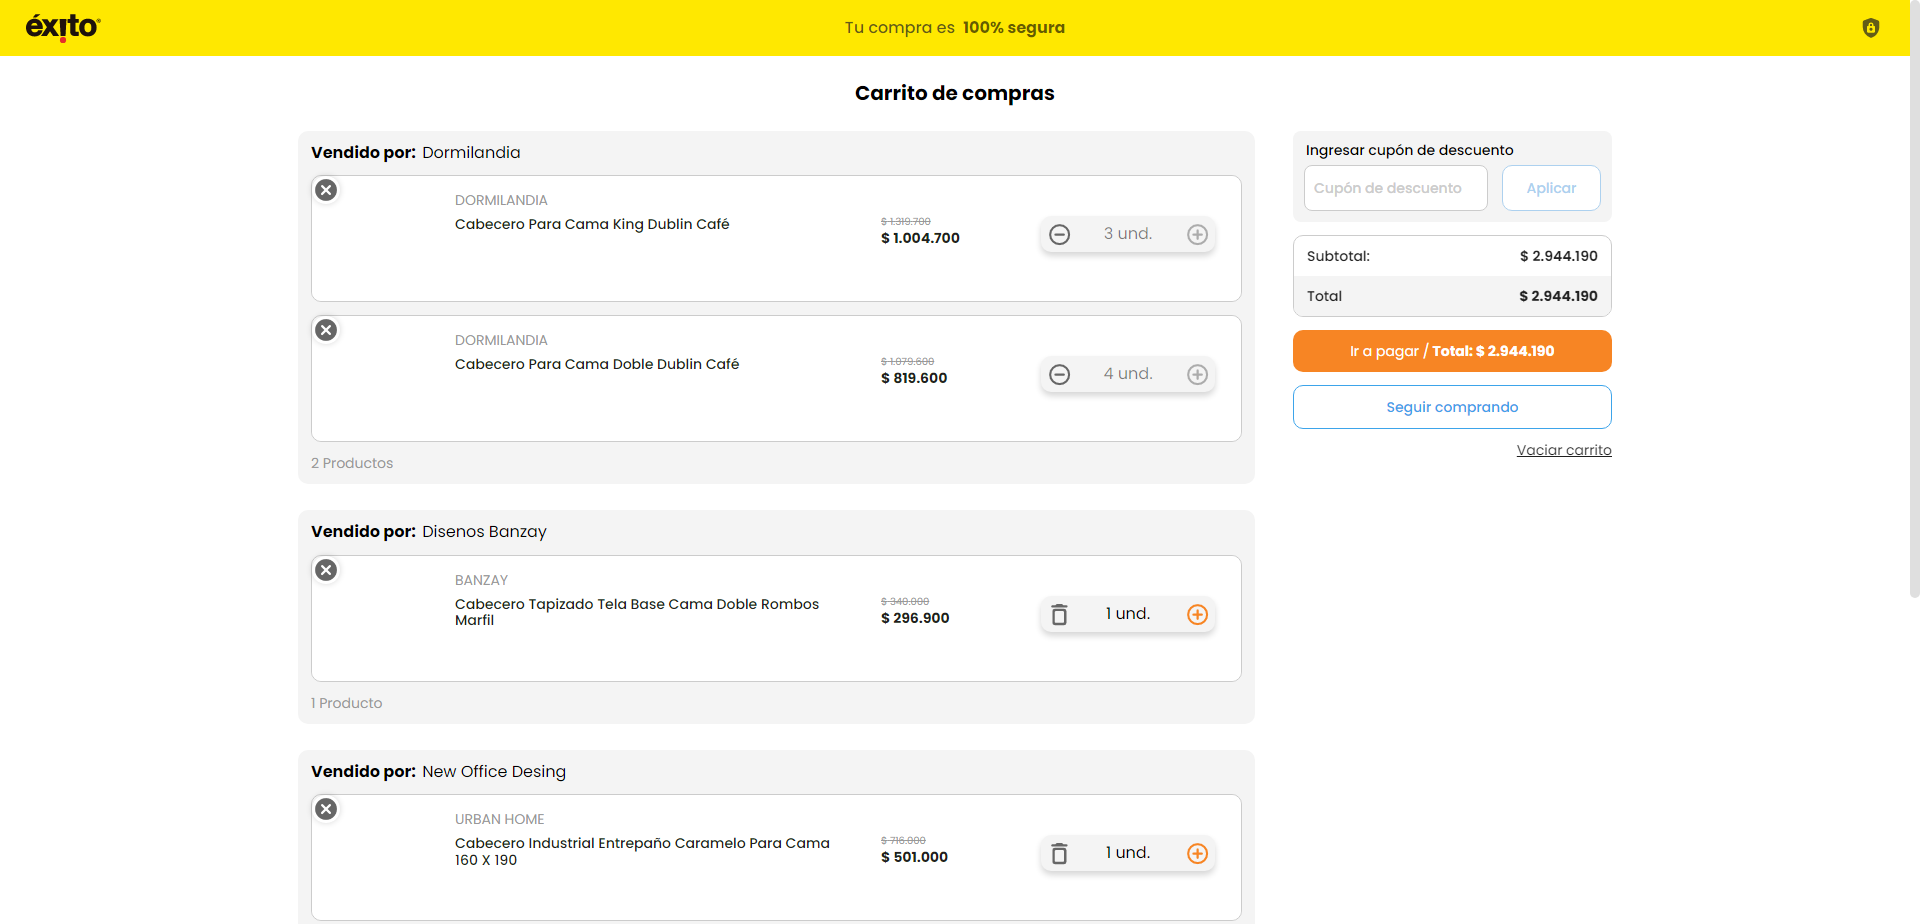 éxito
Tu compra es 100% segura
Carrito de compras
Vendido por: Dormilandia
DORMILANDIA
Cabecero Para Cama King Dublin Café
$ 1.319.700
$ 1.004.700
3 und.
DORMILANDIA
Cabecero Para Cama Doble Dublin Café
$ 1.079.600
$ 819.600
4 und.
2 Productos
Vendido por: Disenos Banzay
BANZAY
Cabecero Tapizado Tela Base Cama Doble Rombos
Marfil
$ 340.000
$ 296.900
1 und.
1 Producto
Vendido por: New Office Desing
URBAN HOME
Cabecero Industrial Entrepaño Caramelo Para Cama
160 X 190
$ 716.000
$ 501.000
1 und.
Ingresar cupón de descuento
Cupón de descuento
Aplicar
Subtotal: $ 2.944.190
Total $ 2.944.190
Ir a pagar / Total: $ 2.944.190
Seguir comprando
Vaciar carrito